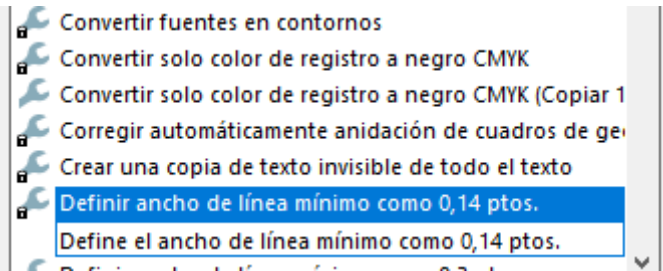 Convertir fuentes en contornos
Convertir solo color de registro a negro CMYK
Convertir solo color de registro a negro CMYK (Copiar 1
Corregir automáticamente anidación de cuadros de ge
Crear una copia de texto invisible de todo el texto
Definir ancho de línea mínimo como 0,14 ptos.
Define el ancho de línea mínimo como 0,14 ptos.